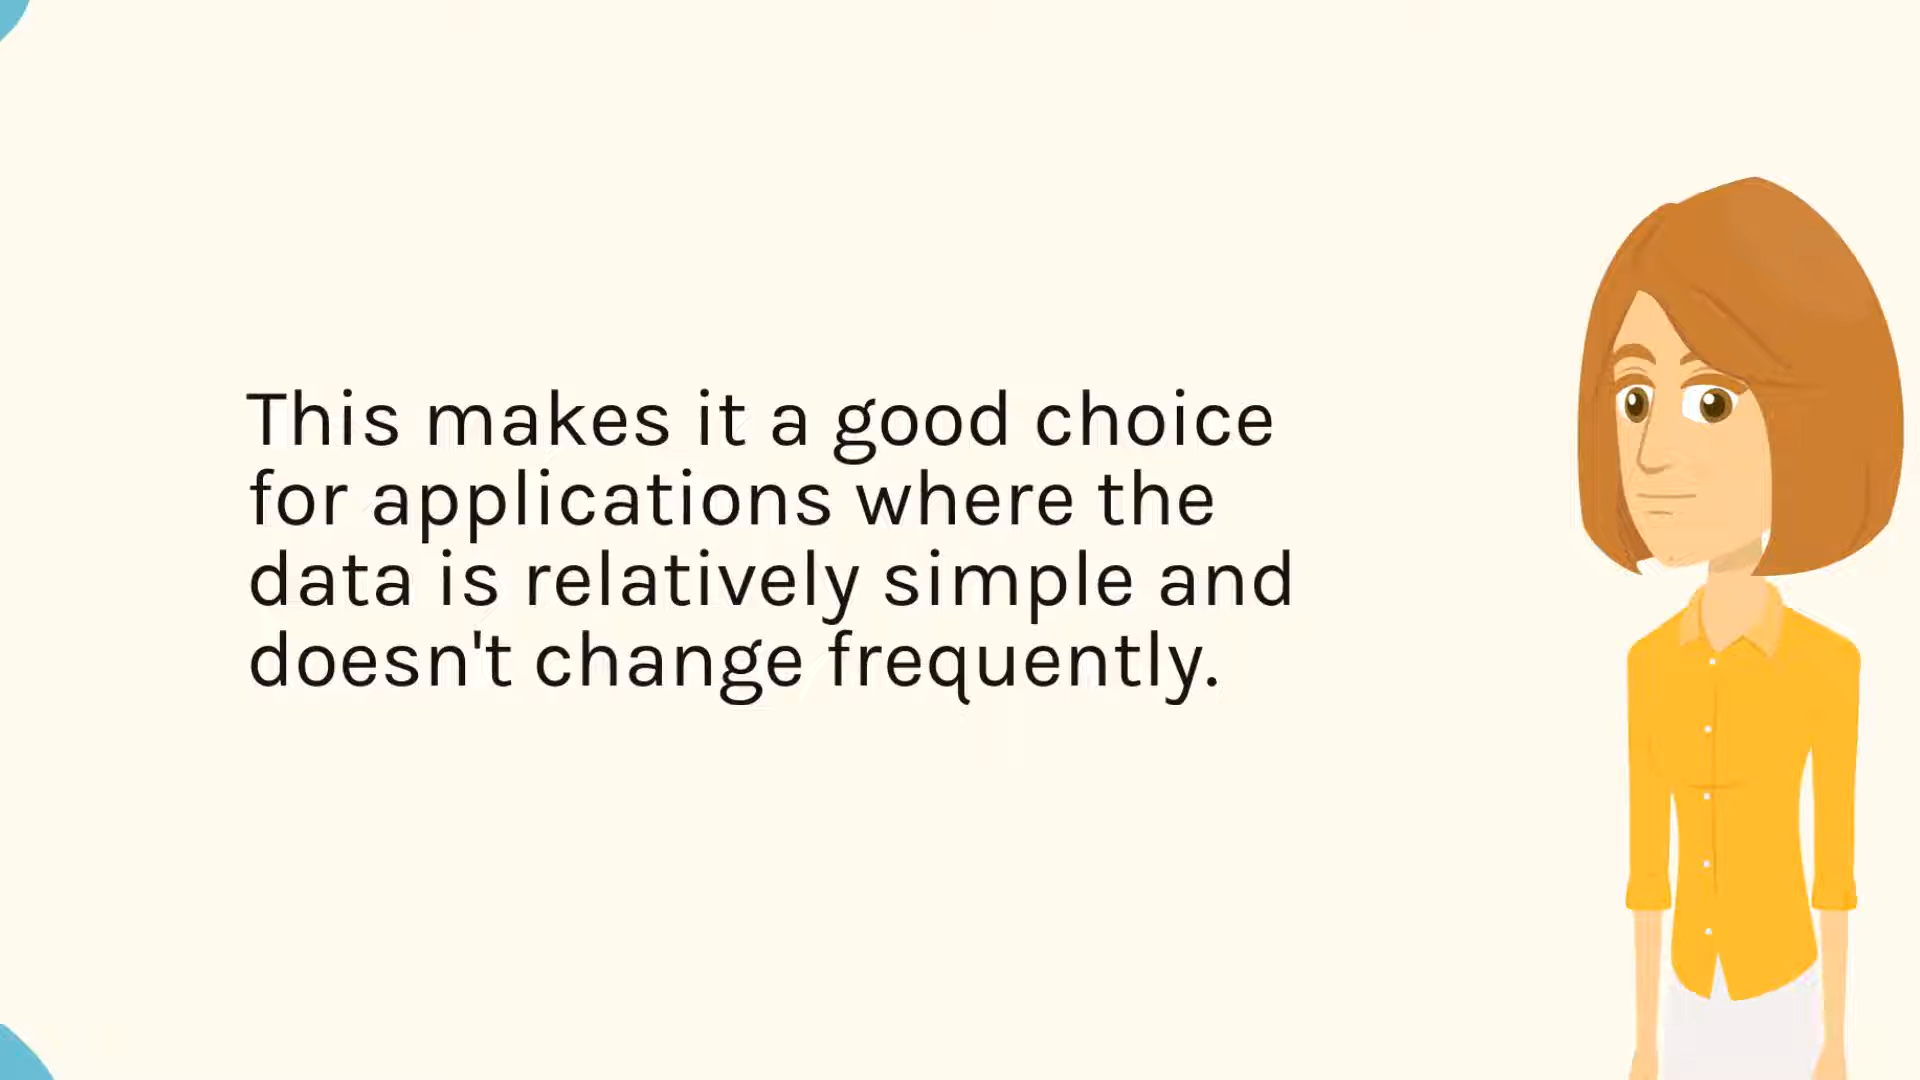 This makes it a good choice
for applications where the
data is relatively simple and
doesn't change frequently.